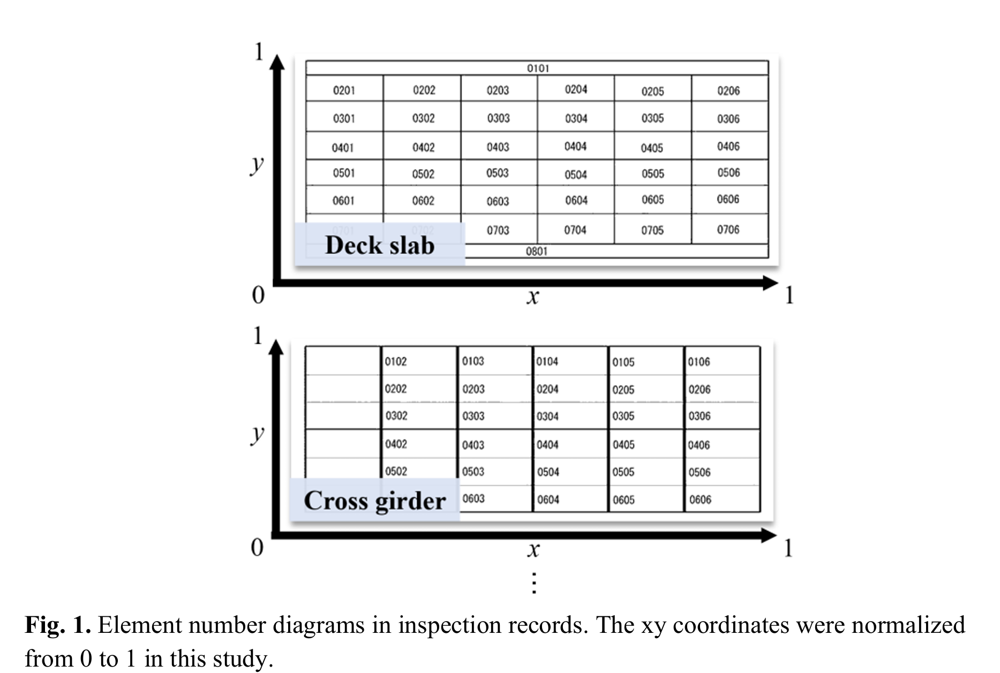 1
0101
0201 0202 0203 0204 0205 0206
0301 0302 0303 0304 0305 0306
0401 0402 0403 0404 0405 0406
y
0501 0502 0503 0504 0505 0506
0601 0602 0603 0604 0605 0606
0701 0702 0703 0704 0705 0706
Deck slab
0801
0 x 1
1
0102 0103 0104 0105 0106
0202 0203 0204 0205 0206
0302 0303 0304 0305 0306
y
0402 0403 0404 0405 0406
0502 0503 0504 0505 0506
Cross girder 0603 0604 0605 0606
0 x 1
⋮
Fig. 1. Element number diagrams in inspection records. The xy coordinates were normalized
from 0 to 1 in this study.